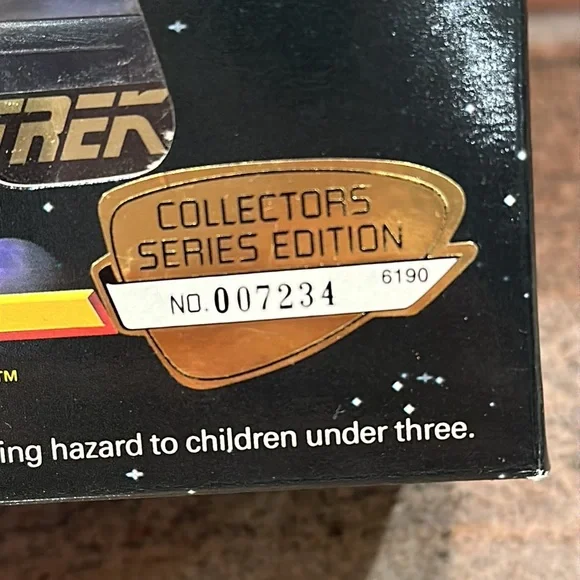 TREK
COLLECTORS
SERIES EDITION
NO. 007234 6190
TM
ing hazard to children under three.